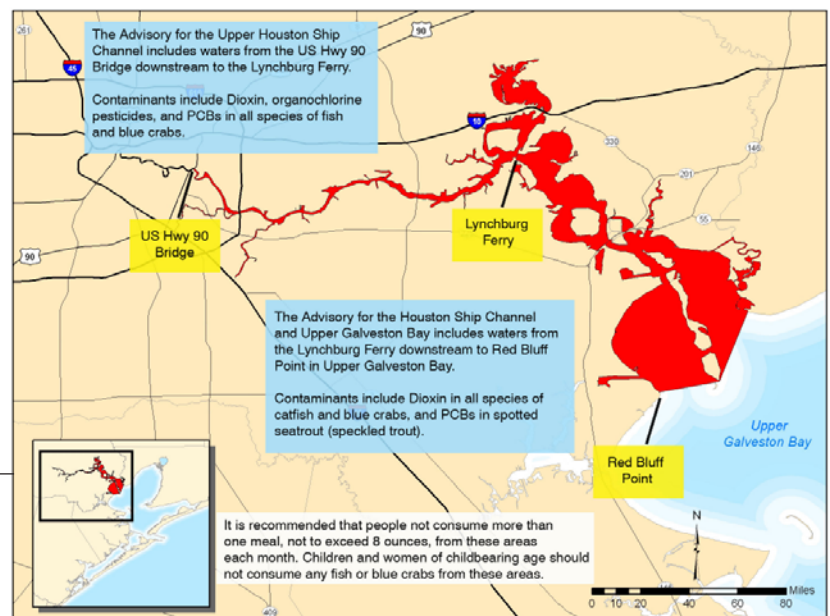 261
90
The Advisory for the Upper Houston Ship
Channel includes waters from the US Hwy 90
Bridge downstream to the Lynchburg Ferry.
Contaminants include Dioxin, organochlorine
pesticides, and PCBs in all species of fish
and blue crabs.
45
10
330
146
201
55
US Hwy 90
Bridge
Lynchburg
Ferry
90
The Advisory for the Houston Ship Channel
and Upper Galveston Bay includes waters from
the Lynchburg Ferry downstream to Red Bluff
Point in Upper Galveston Bay.
Contaminants include Dioxin in all species of
catfish and blue crabs, and PCBs in spotted
seatrout (speckled trout).
Upper
Galveston Bay
Red Bluff
Point
It is recommended that people not consume more than
one meal, not to exceed 8 ounces, from these areas
each month. Children and women of childbearing age should
not consume any fish or blue crabs from these areas.
N
Miles
0 10 20 40 60 80
409